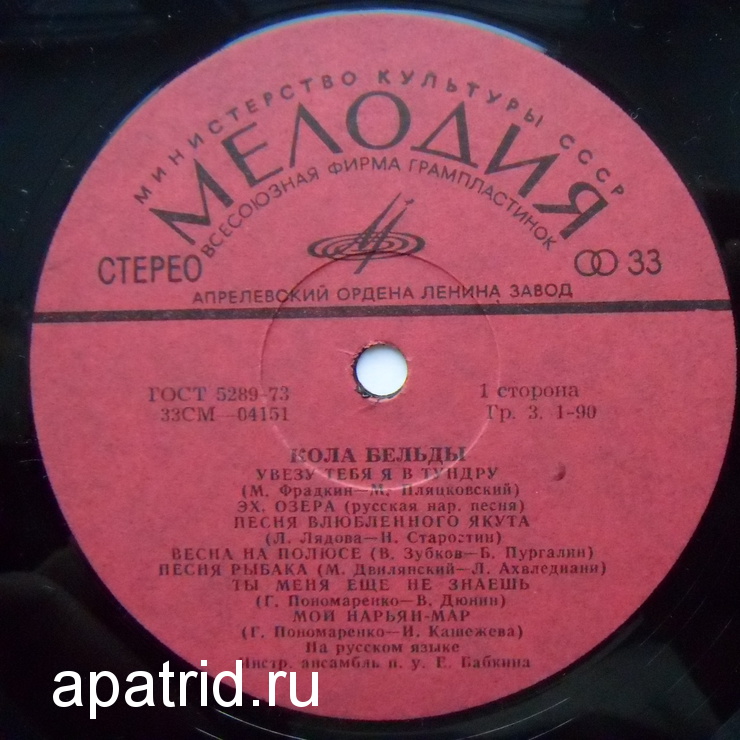 МИНИСТЕРСТВО КУЛЬТУРЫ СССР
МЕЛОДИЯ
ВСЕСОЮЗНАЯ ФИРМА ГРАМПЛАСТИНОК
СТЕРЕО
33
АПРЕЛЕВСКИЙ ОРДЕНА ЛЕНИНА ЗАВОД
ГОСТ 5289-73
1 сторона
33СМ—04151
Гр. 3. 1-90
КОЛА БЕЛЬДЫ
УВЕЗУ ТЕБЯ Я В ТУНДРУ
(М. Фрадкин—М. Пляцковский)
ЭХ, ОЗЕРА (русская нар. песня)
ПЕСНЯ ВЛЮБЛЕННОГО ЯКУТА
(Л. Лядова—Н. Старостин)
ВЕСНА НА ПОЛЮСЕ (В. Зубков—Б. Пургалин)
ПЕСНЯ РЫБАКА (М. Двилянский—Л. Ахвледиани)
ТЫ МЕНЯ ЕЩЕ НЕ ЗНАЕШЬ
(Г. Пономаренко—В. Дюнин)
МОЙ НАРЬЯН-МАР
(Г. Пономаренко—И. Кашежева)
На русском языке
Инстр. ансамбль п. у. Е. Бабкина
apatrid.ru